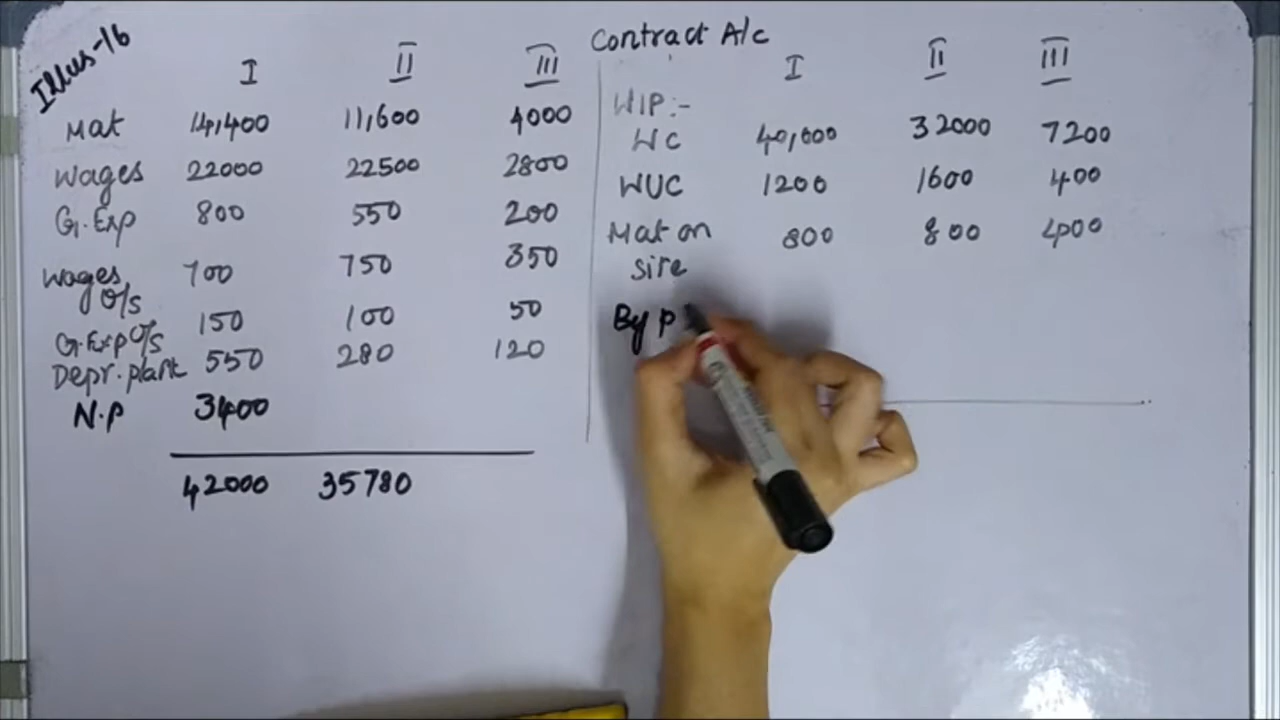 Illus-16
Contract A/c
I II III
Mat 14,400 11,600 4000
Wages 22000 22500 2800
G.Exp 800 550 200
Wages O/s 700 750 350
G.Exp O/s 150 100 50
Depr.plant 550 280 120
N.P 3400
42000 35780
I II III
WIP:-
WC 40,000 32000 7200
WUC 1200 1600 400
Mat on 800 800 400
site
By P